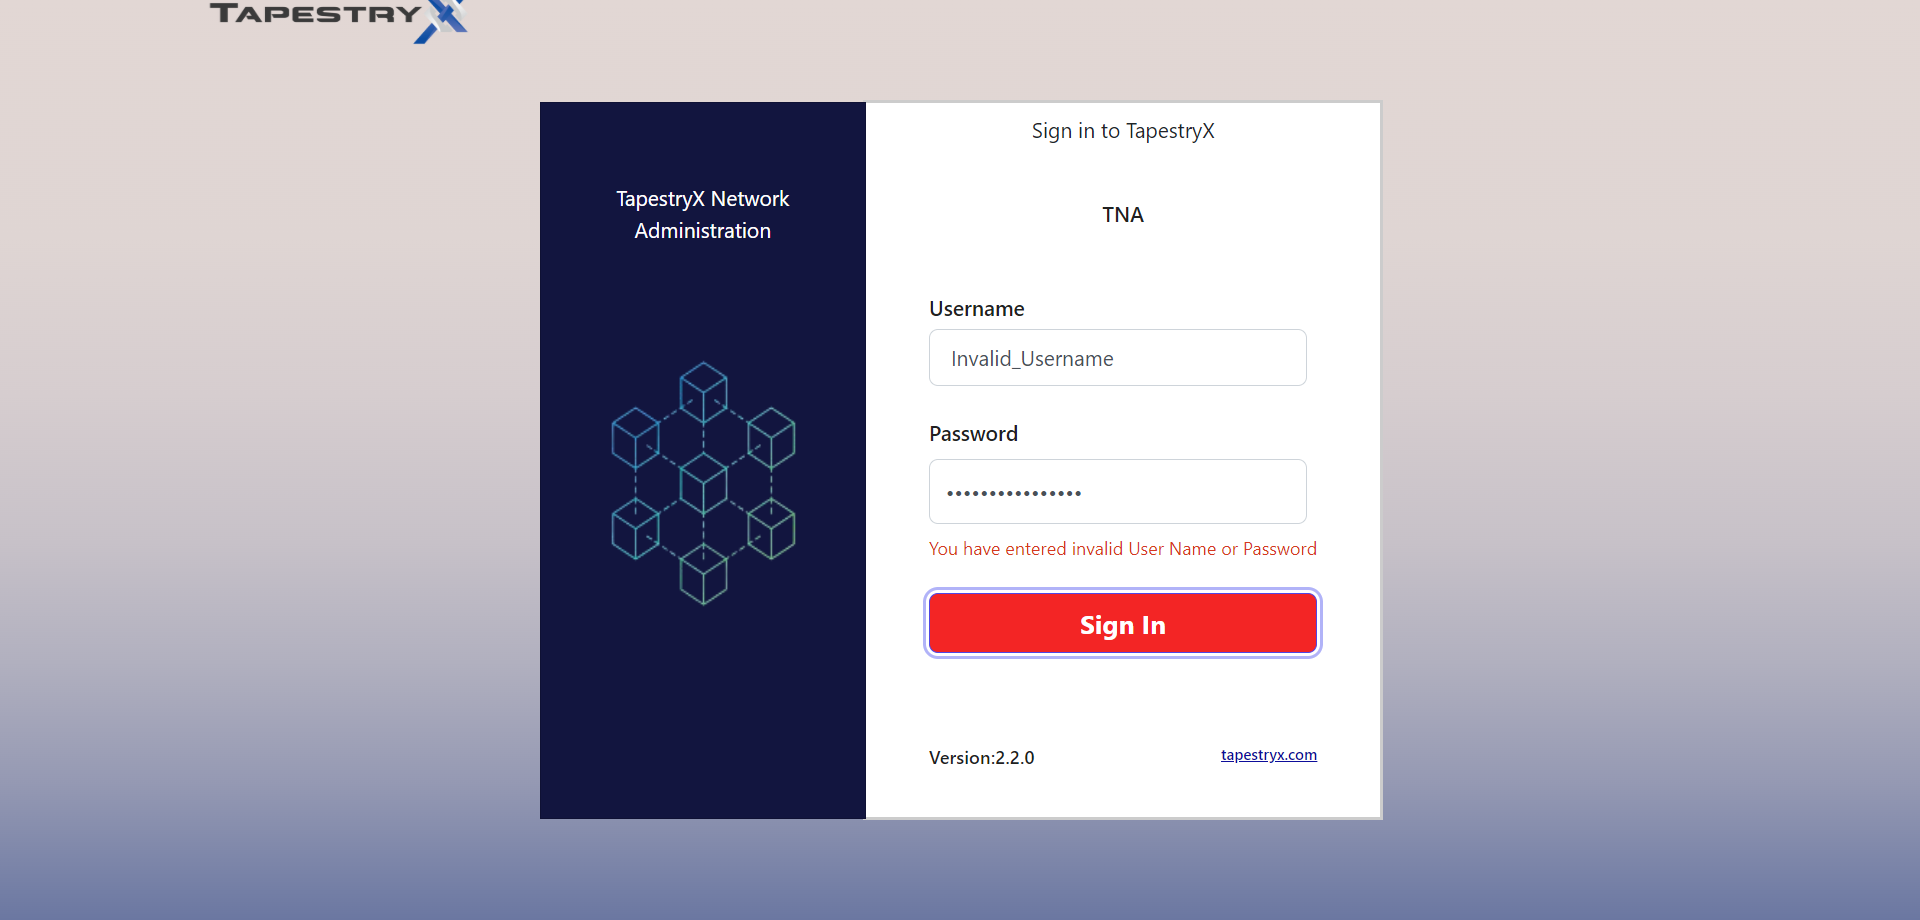 TAPESTRYX
Sign in to TapestryX
TapestryX Network
Administration
TNA
Username
Invalid_Username
Password
••••••••••••••••
You have entered invalid User Name or Password
Sign In
Version:2.2.0
tapestryx.com